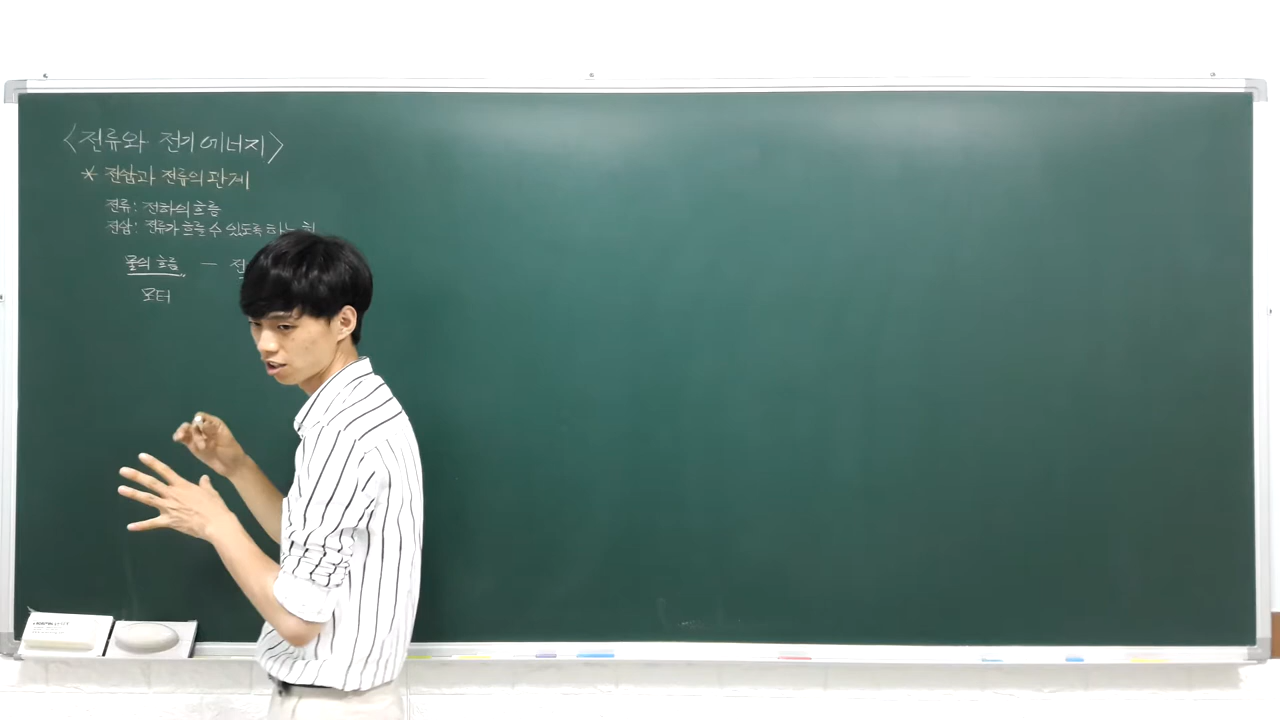 <전류와 전기 에너지>
* 전압과 전류의 관계
전류: 전하의 흐름
전압: 전류가 흐를 수 있도록 하는 힘
물의 흐름 — 전
모터